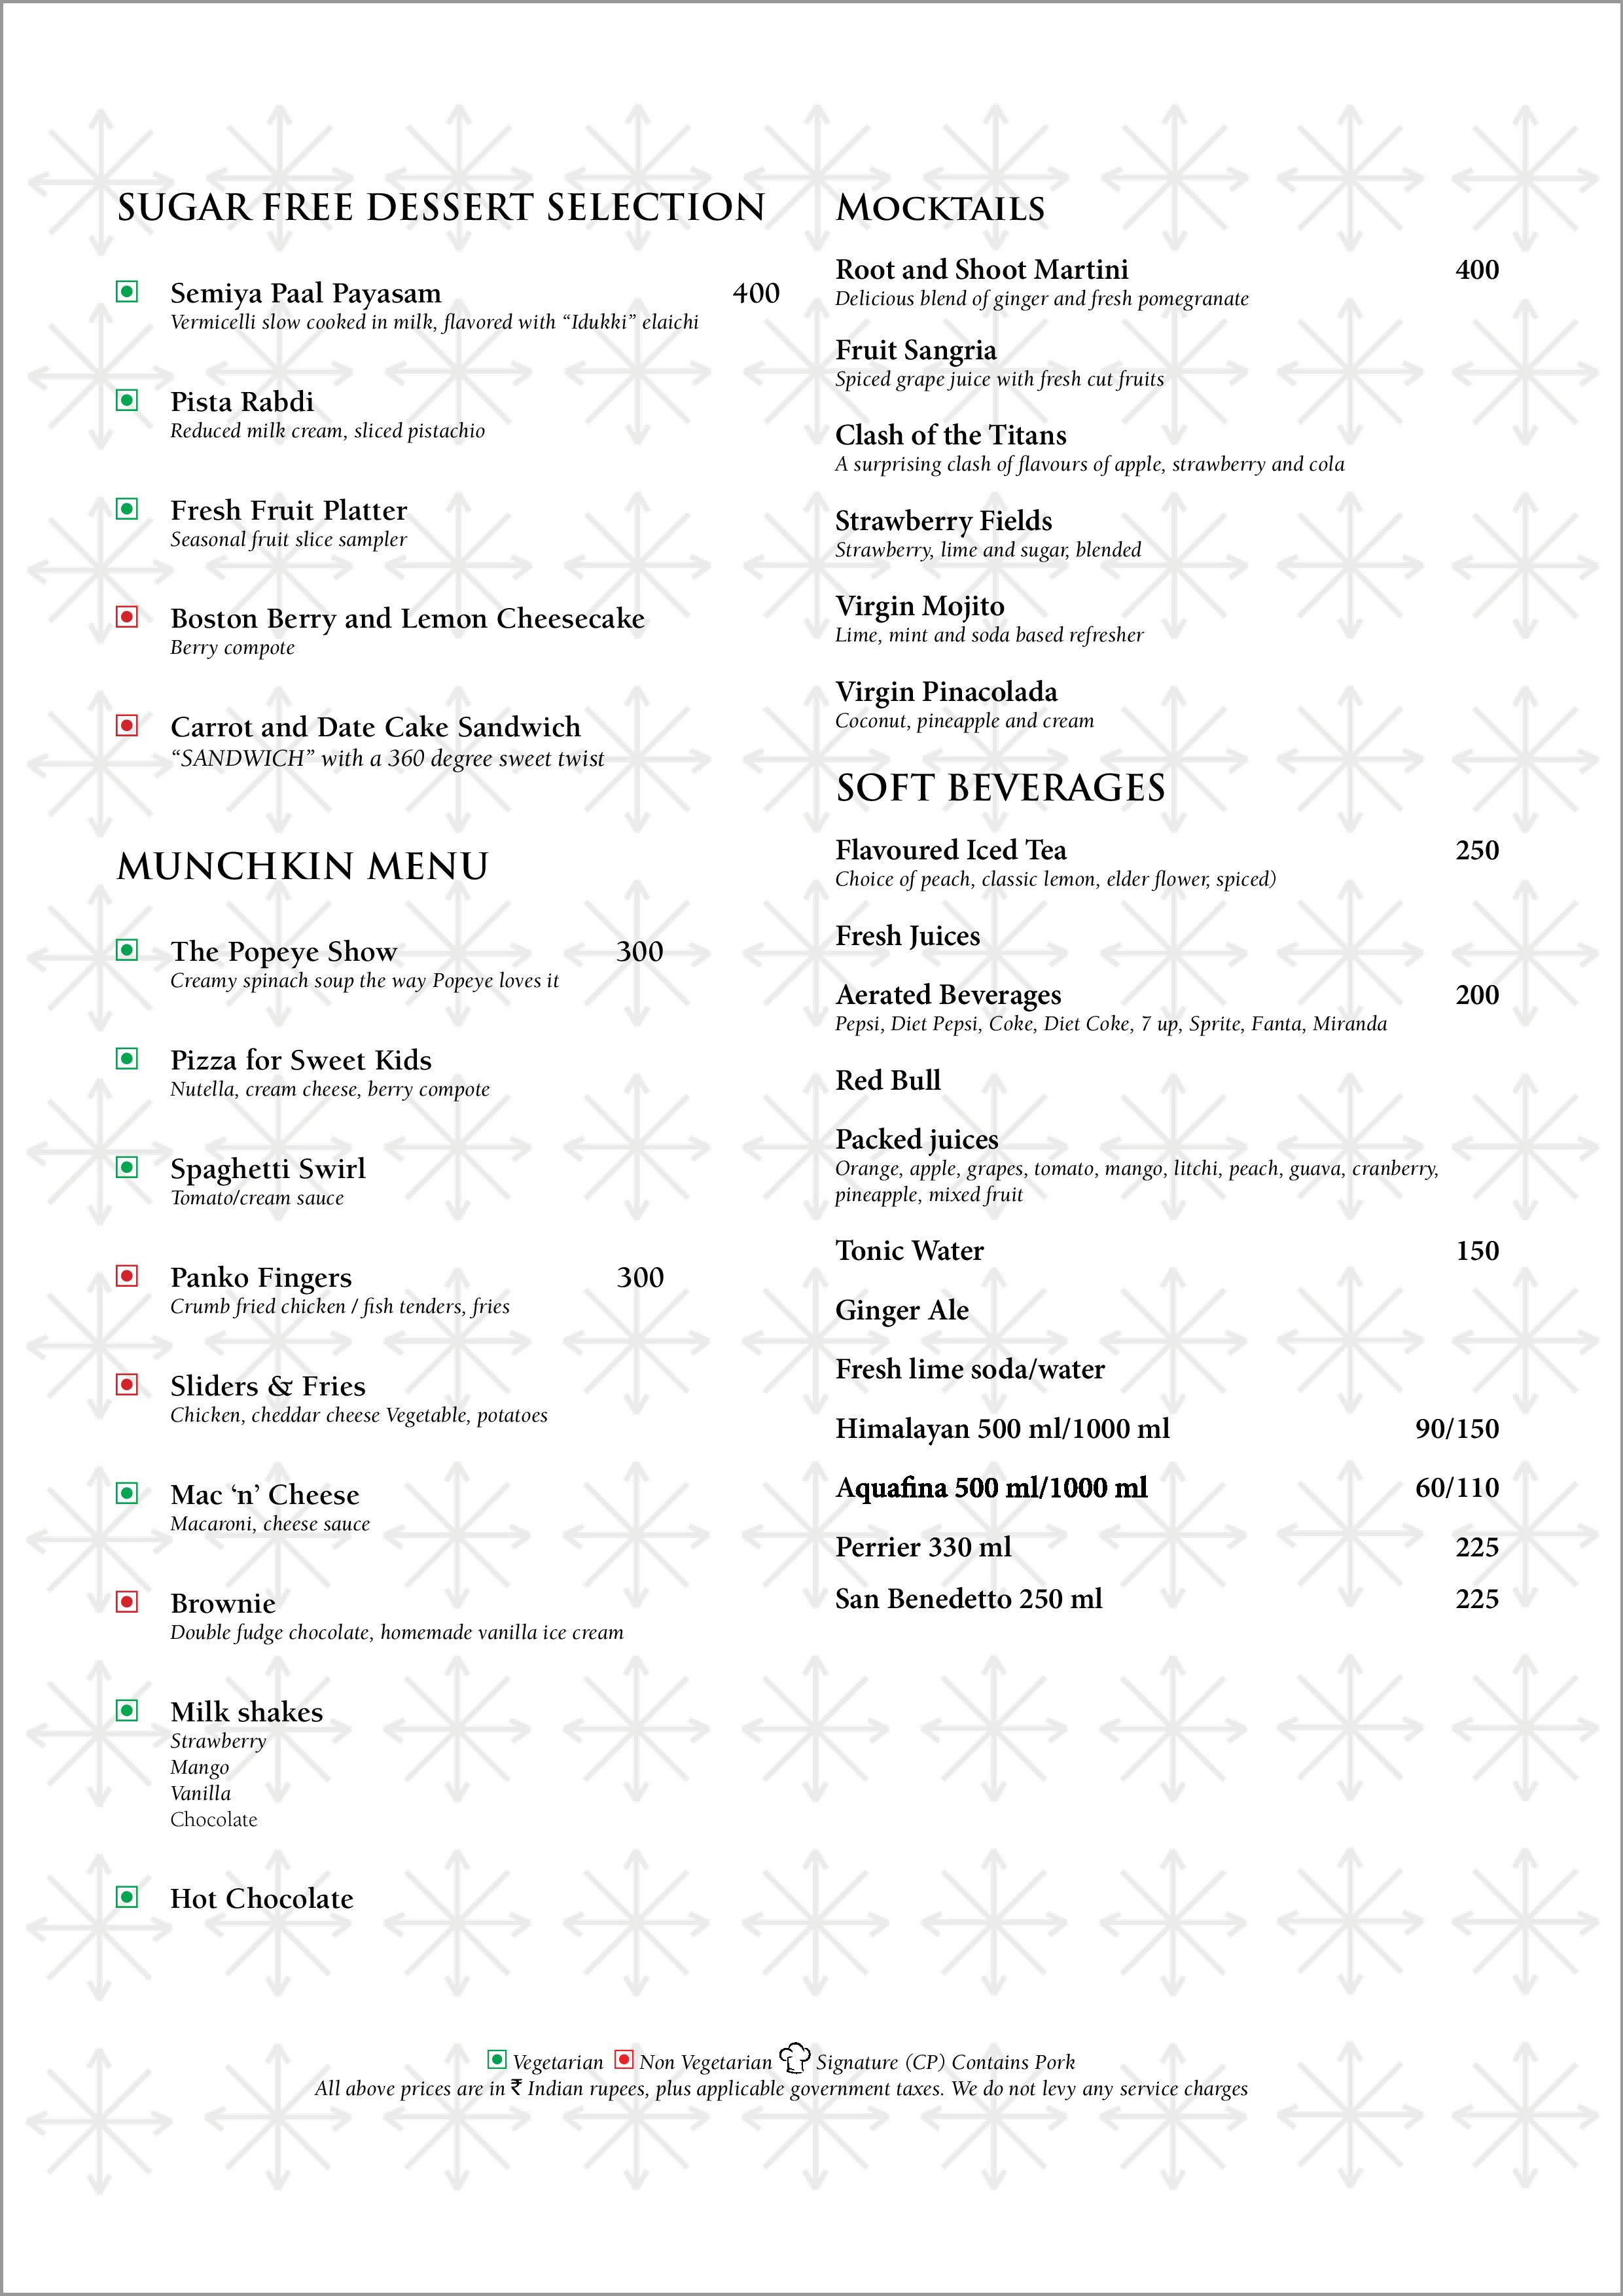 SUGAR FREE DESSERT SELECTION
Semiya Paal Payasam 400
Vermicelli slow cooked in milk, flavored with “Idukki” elaichi
Pista Rabdi
Reduced milk cream, sliced pistachio
Fresh Fruit Platter
Seasonal fruit slice sampler
Boston Berry and Lemon Cheesecake
Berry compote
Carrot and Date Cake Sandwich
“SANDWICH” with a 360 degree sweet twist
MUNCHKIN MENU
The Popeye Show 300
Creamy spinach soup the way Popeye loves it
Pizza for Sweet Kids
Nutella, cream cheese, berry compote
Spaghetti Swirl
Tomato/cream sauce
Panko Fingers 300
Crumb fried chicken / fish tenders, fries
Sliders & Fries
Chicken, cheddar cheese Vegetable, potatoes
Mac ‘n’ Cheese
Macaroni, cheese sauce
Brownie
Double fudge chocolate, homemade vanilla ice cream
Milk shakes
Strawberry
Mango
Vanilla
Chocolate
Hot Chocolate
MOCKTAILS
Root and Shoot Martini 400
Delicious blend of ginger and fresh pomegranate
Fruit Sangria
Spiced grape juice with fresh cut fruits
Clash of the Titans
A surprising clash of flavours of apple, strawberry and cola
Strawberry Fields
Strawberry, lime and sugar, blended
Virgin Mojito
Lime, mint and soda based refresher
Virgin Pinacolada
Coconut, pineapple and cream
SOFT BEVERAGES
Flavoured Iced Tea 250
Choice of peach, classic lemon, elder flower, spiced)
Fresh Juices
Aerated Beverages 200
Pepsi, Diet Pepsi, Coke, Diet Coke, 7 up, Sprite, Fanta, Miranda
Red Bull
Packed juices
Orange, apple, grapes, tomato, mango, litchi, peach, guava, cranberry,
pineapple, mixed fruit
Tonic Water 150
Ginger Ale
Fresh lime soda/water
Himalayan 500 ml/1000 ml 90/150
Aquafina 500 ml/1000 ml 60/110
Perrier 330 ml 225
San Benedetto 250 ml 225
Vegetarian Non Vegetarian Signature (CP) Contains Pork
All above prices are in ₹ Indian rupees, plus applicable government taxes. We do not levy any service charges